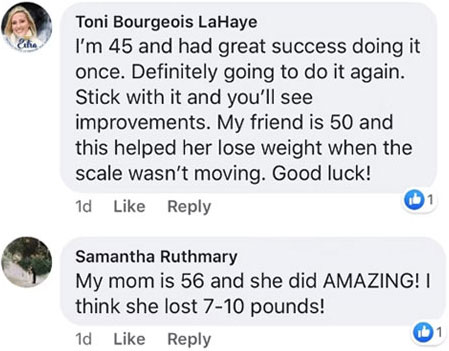 Toni Bourgeois LaHaye
I'm 45 and had great success doing it
once. Definitely going to do it again.
Stick with it and you'll see
improvements. My friend is 50 and
this helped her lose weight when the
scale wasn't moving. Good luck!
1d Like Reply 1
Samantha Ruthmary
My mom is 56 and she did AMAZING! I
think she lost 7-10 pounds!
1d Like Reply 1